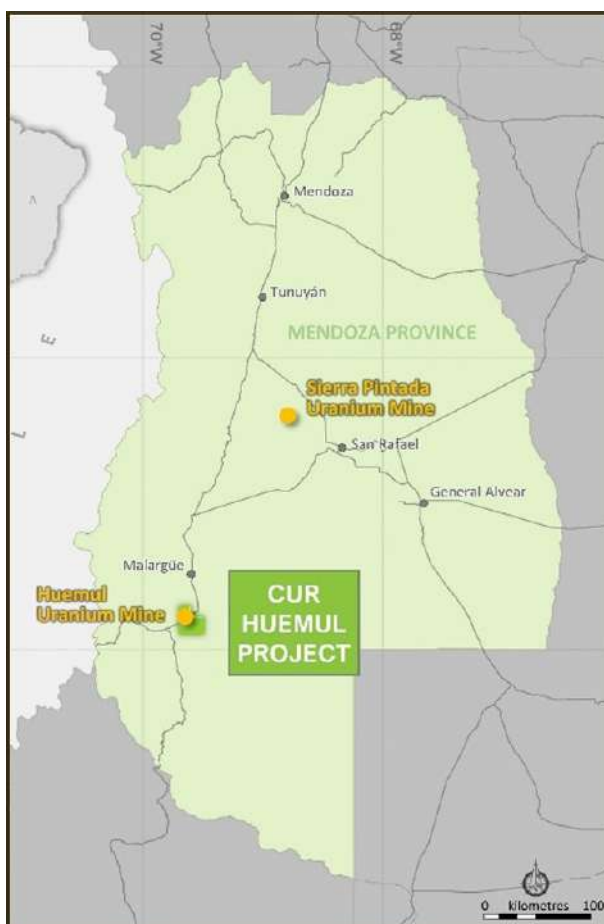 70°W
68°W
Mendoza
Tunuyán
MENDOZA PROVINCE
Sierra Pintada
Uranium Mine
San Rafael
General Alvear
Malargüe
Huemul
Uranium Mine
CUR
HUEMUL
PROJECT
E
L
0 kilometres 100